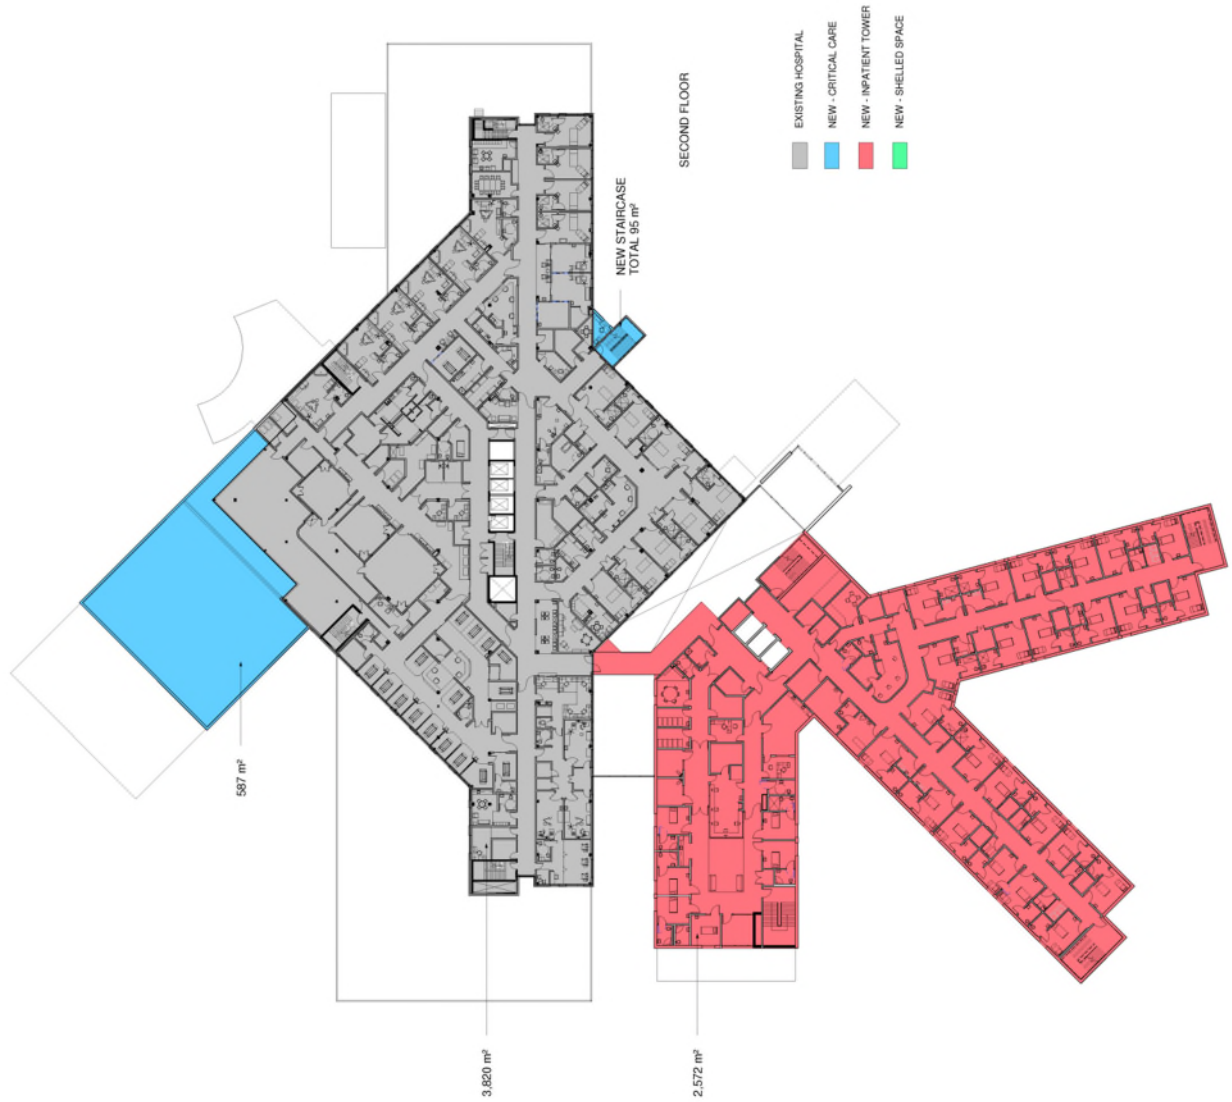 SECOND FLOOR
EXISTING HOSPITAL
NEW - CRITICAL CARE
NEW - INPATIENT TOWER
NEW - SHELLED SPACE
NEW STAIRCASE
TOTAL 95 m²
587 m²
3,820 m²
2,572 m²